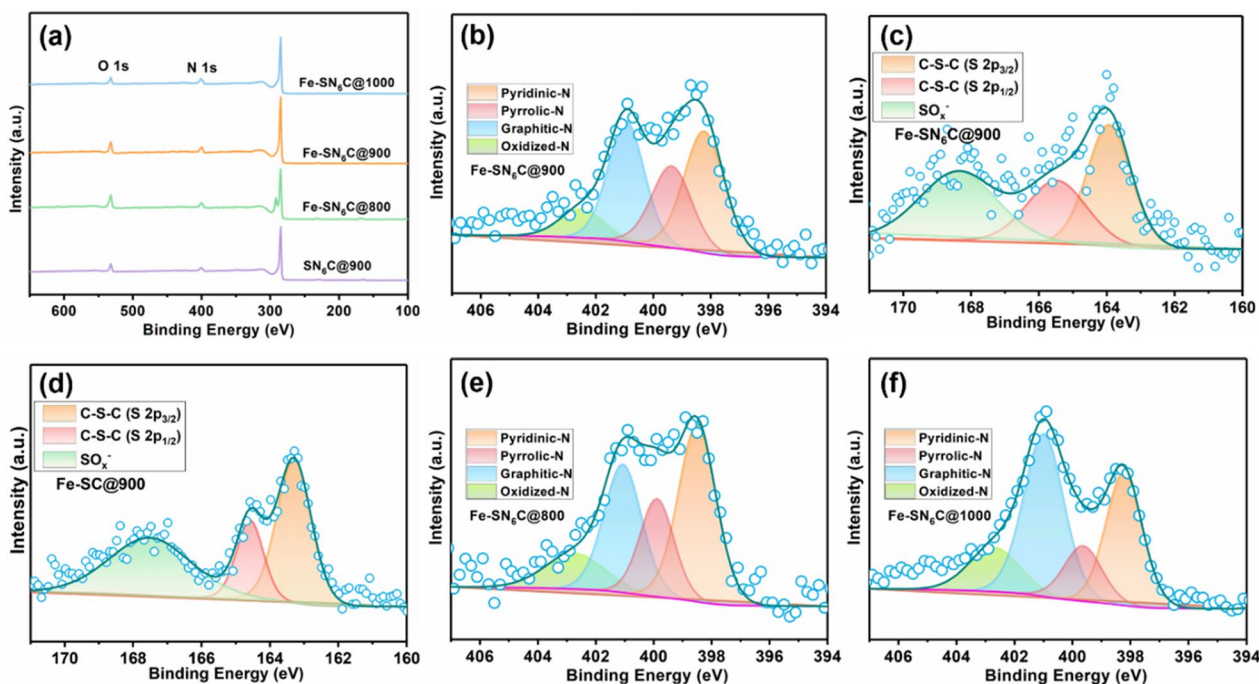 (a)
O 1s
N 1s
Fe-SN₆C@1000
Fe-SN₆C@900
Fe-SN₆C@800
SN₆C@900
Intensity (a.u.)
600 500 400 300 200 100
Binding Energy (eV)
(b)
Pyridinic-N
Pyrrolic-N
Graphitic-N
Oxidized-N
Fe-SN₆C@900
Intensity (a.u.)
406 404 402 400 398 396 394
Binding Energy (eV)
(c)
C-S-C (S 2p₃/₂)
C-S-C (S 2p₁/₂)
SOₓ⁻
Fe-SN₆C@900
Intensity (a.u.)
170 168 166 164 162 160
Binding Energy (eV)
(d)
C-S-C (S 2p₃/₂)
C-S-C (S 2p₁/₂)
SOₓ⁻
Fe-SC@900
Intensity (a.u.)
170 168 166 164 162 160
Binding Energy (eV)
(e)
Pyridinic-N
Pyrrolic-N
Graphitic-N
Oxidized-N
Fe-SN₆C@800
Intensity (a.u.)
406 404 402 400 398 396 394
Binding Energy (eV)
(f)
Pyridinic-N
Pyrrolic-N
Graphitic-N
Oxidized-N
Fe-SN₆C@1000
Intensity (a.u.)
406 404 402 400 398 396 394
Binding Energy (eV)